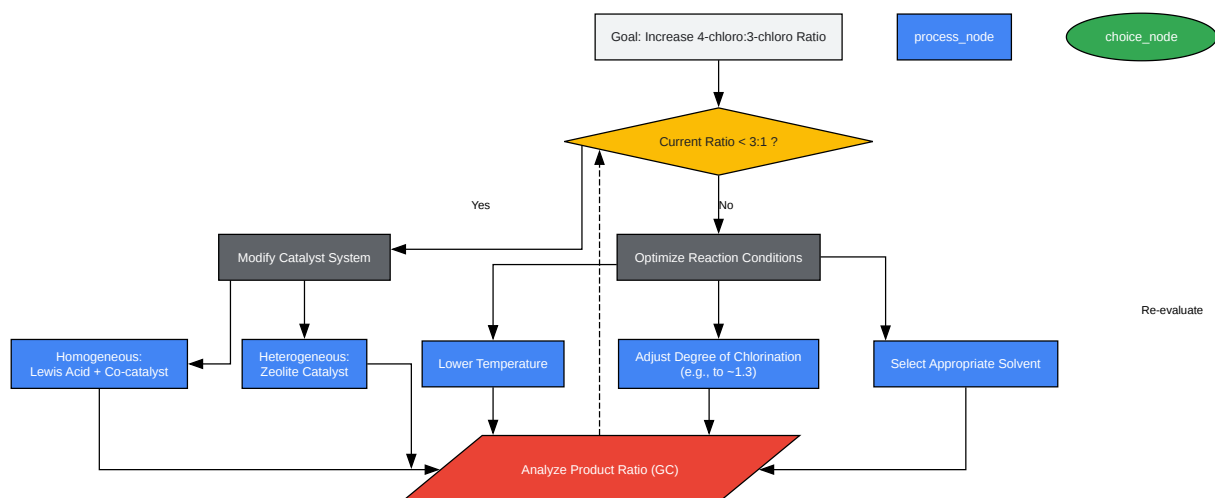 Goal: Increase 4-chloro:3-chloro Ratio
process_node
choice_node
Current Ratio < 3:1 ?
Yes
No
Modify Catalyst System
Optimize Reaction Conditions
Re-evaluate
Homogeneous:
Lewis Acid + Co-catalyst
Heterogeneous:
Zeolite Catalyst
Lower Temperature
Adjust Degree of Chlorination
(e.g., to ~1.3)
Select Appropriate Solvent
Analyze Product Ratio (GC)